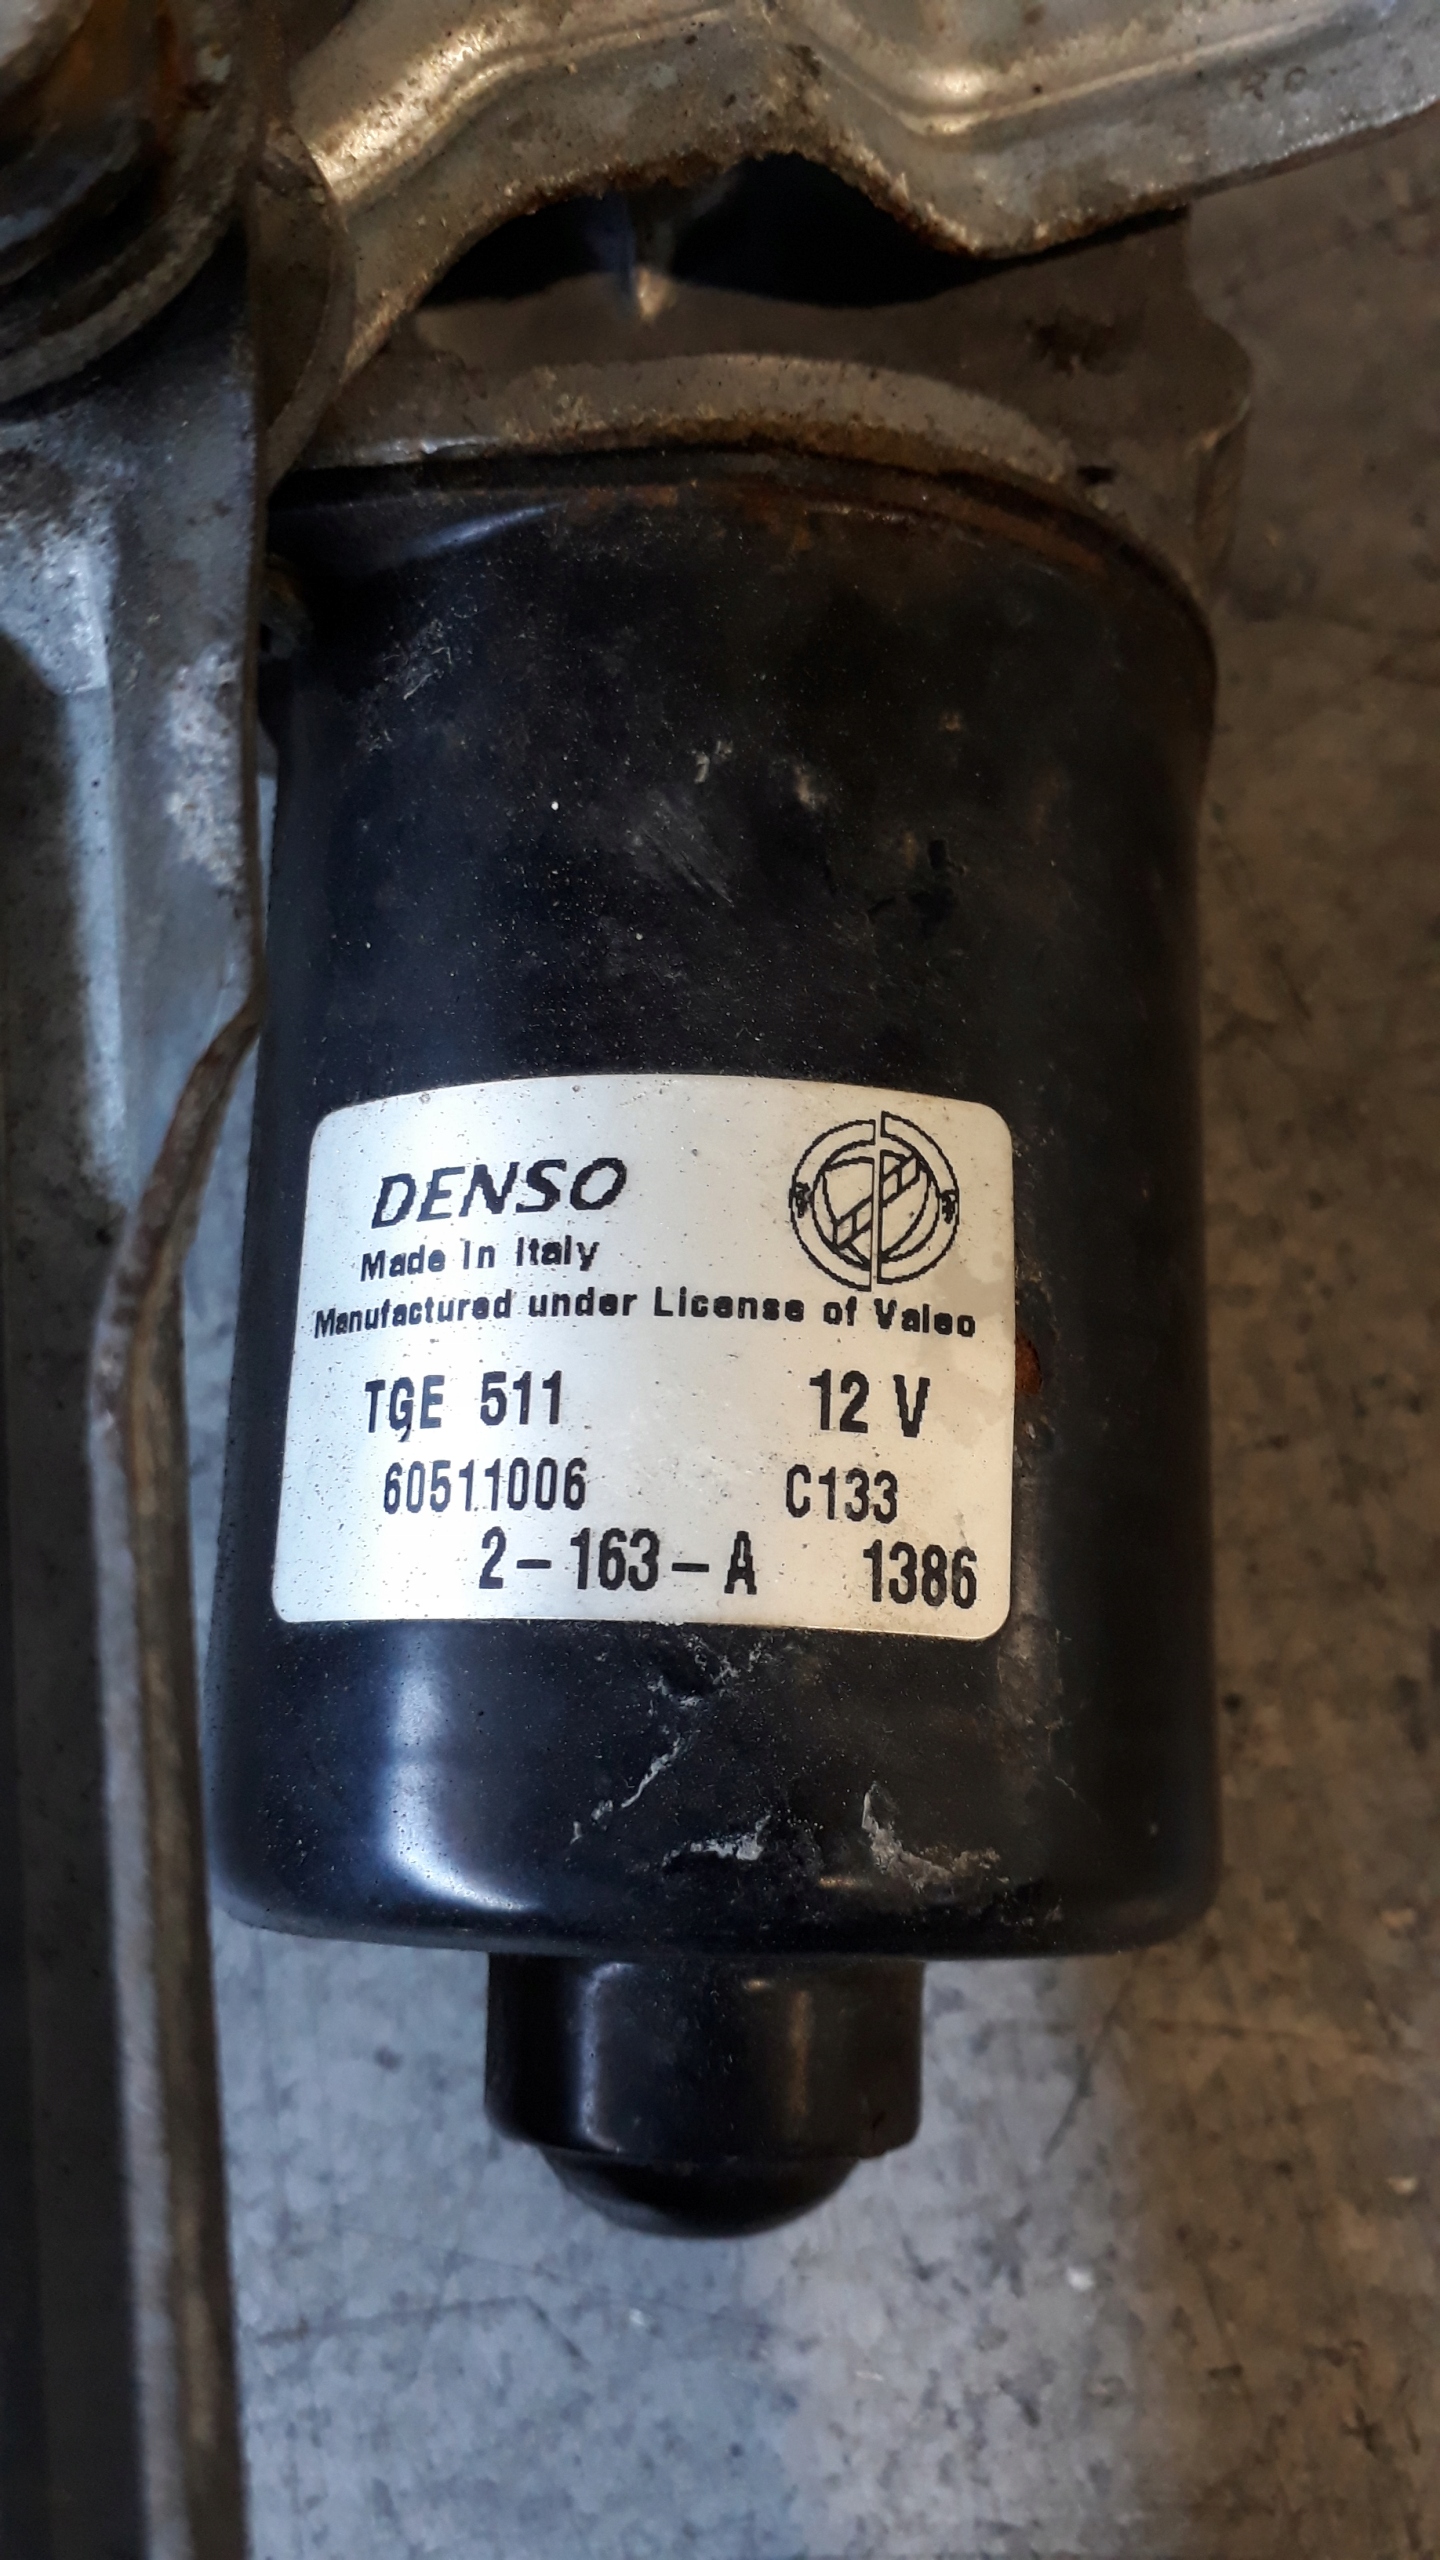 DENSO
Made in Italy
Manufactured under License of Valeo
TGE 511 12 V
60511006 C133
2-163-A 1386